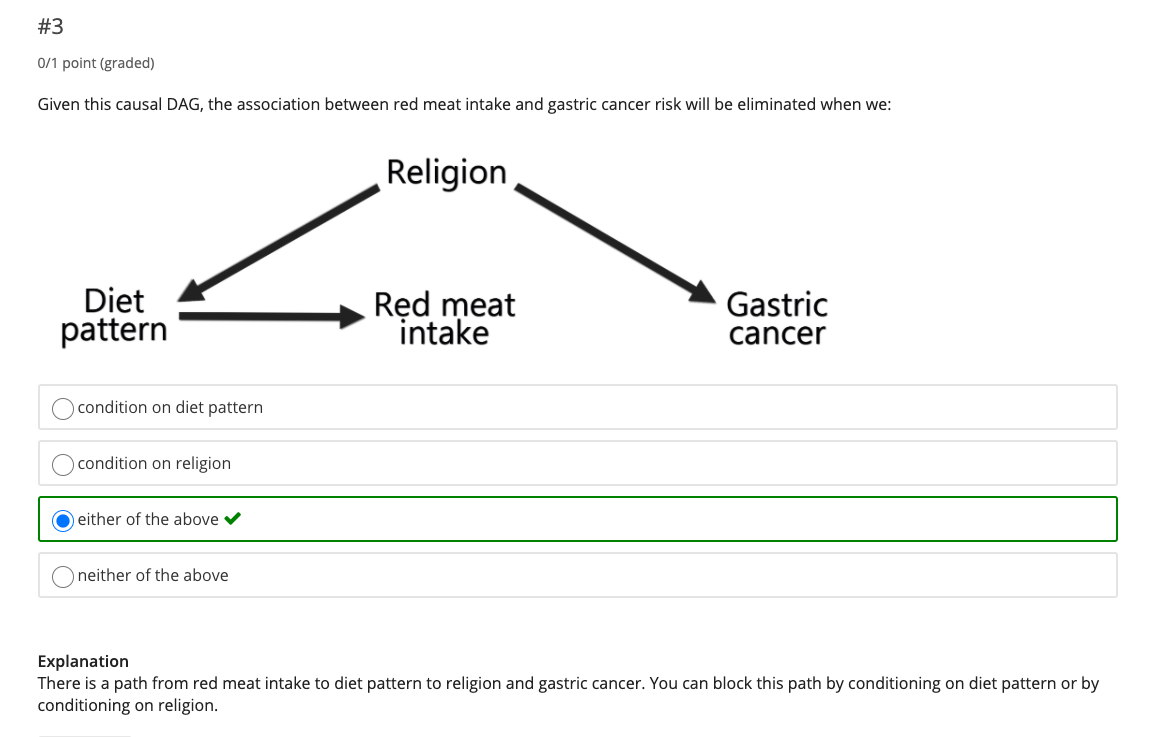 #3
0/1 point (graded)
Given this causal DAG, the association between red meat intake and gastric cancer risk will be eliminated when we:
Religion
Diet
pattern
Red meat
intake
Gastric
cancer
condition on diet pattern
condition on religion
either of the above
neither of the above
Explanation
There is a path from red meat intake to diet pattern to religion and gastric cancer. You can block this path by conditioning on diet pattern or by
conditioning on religion.